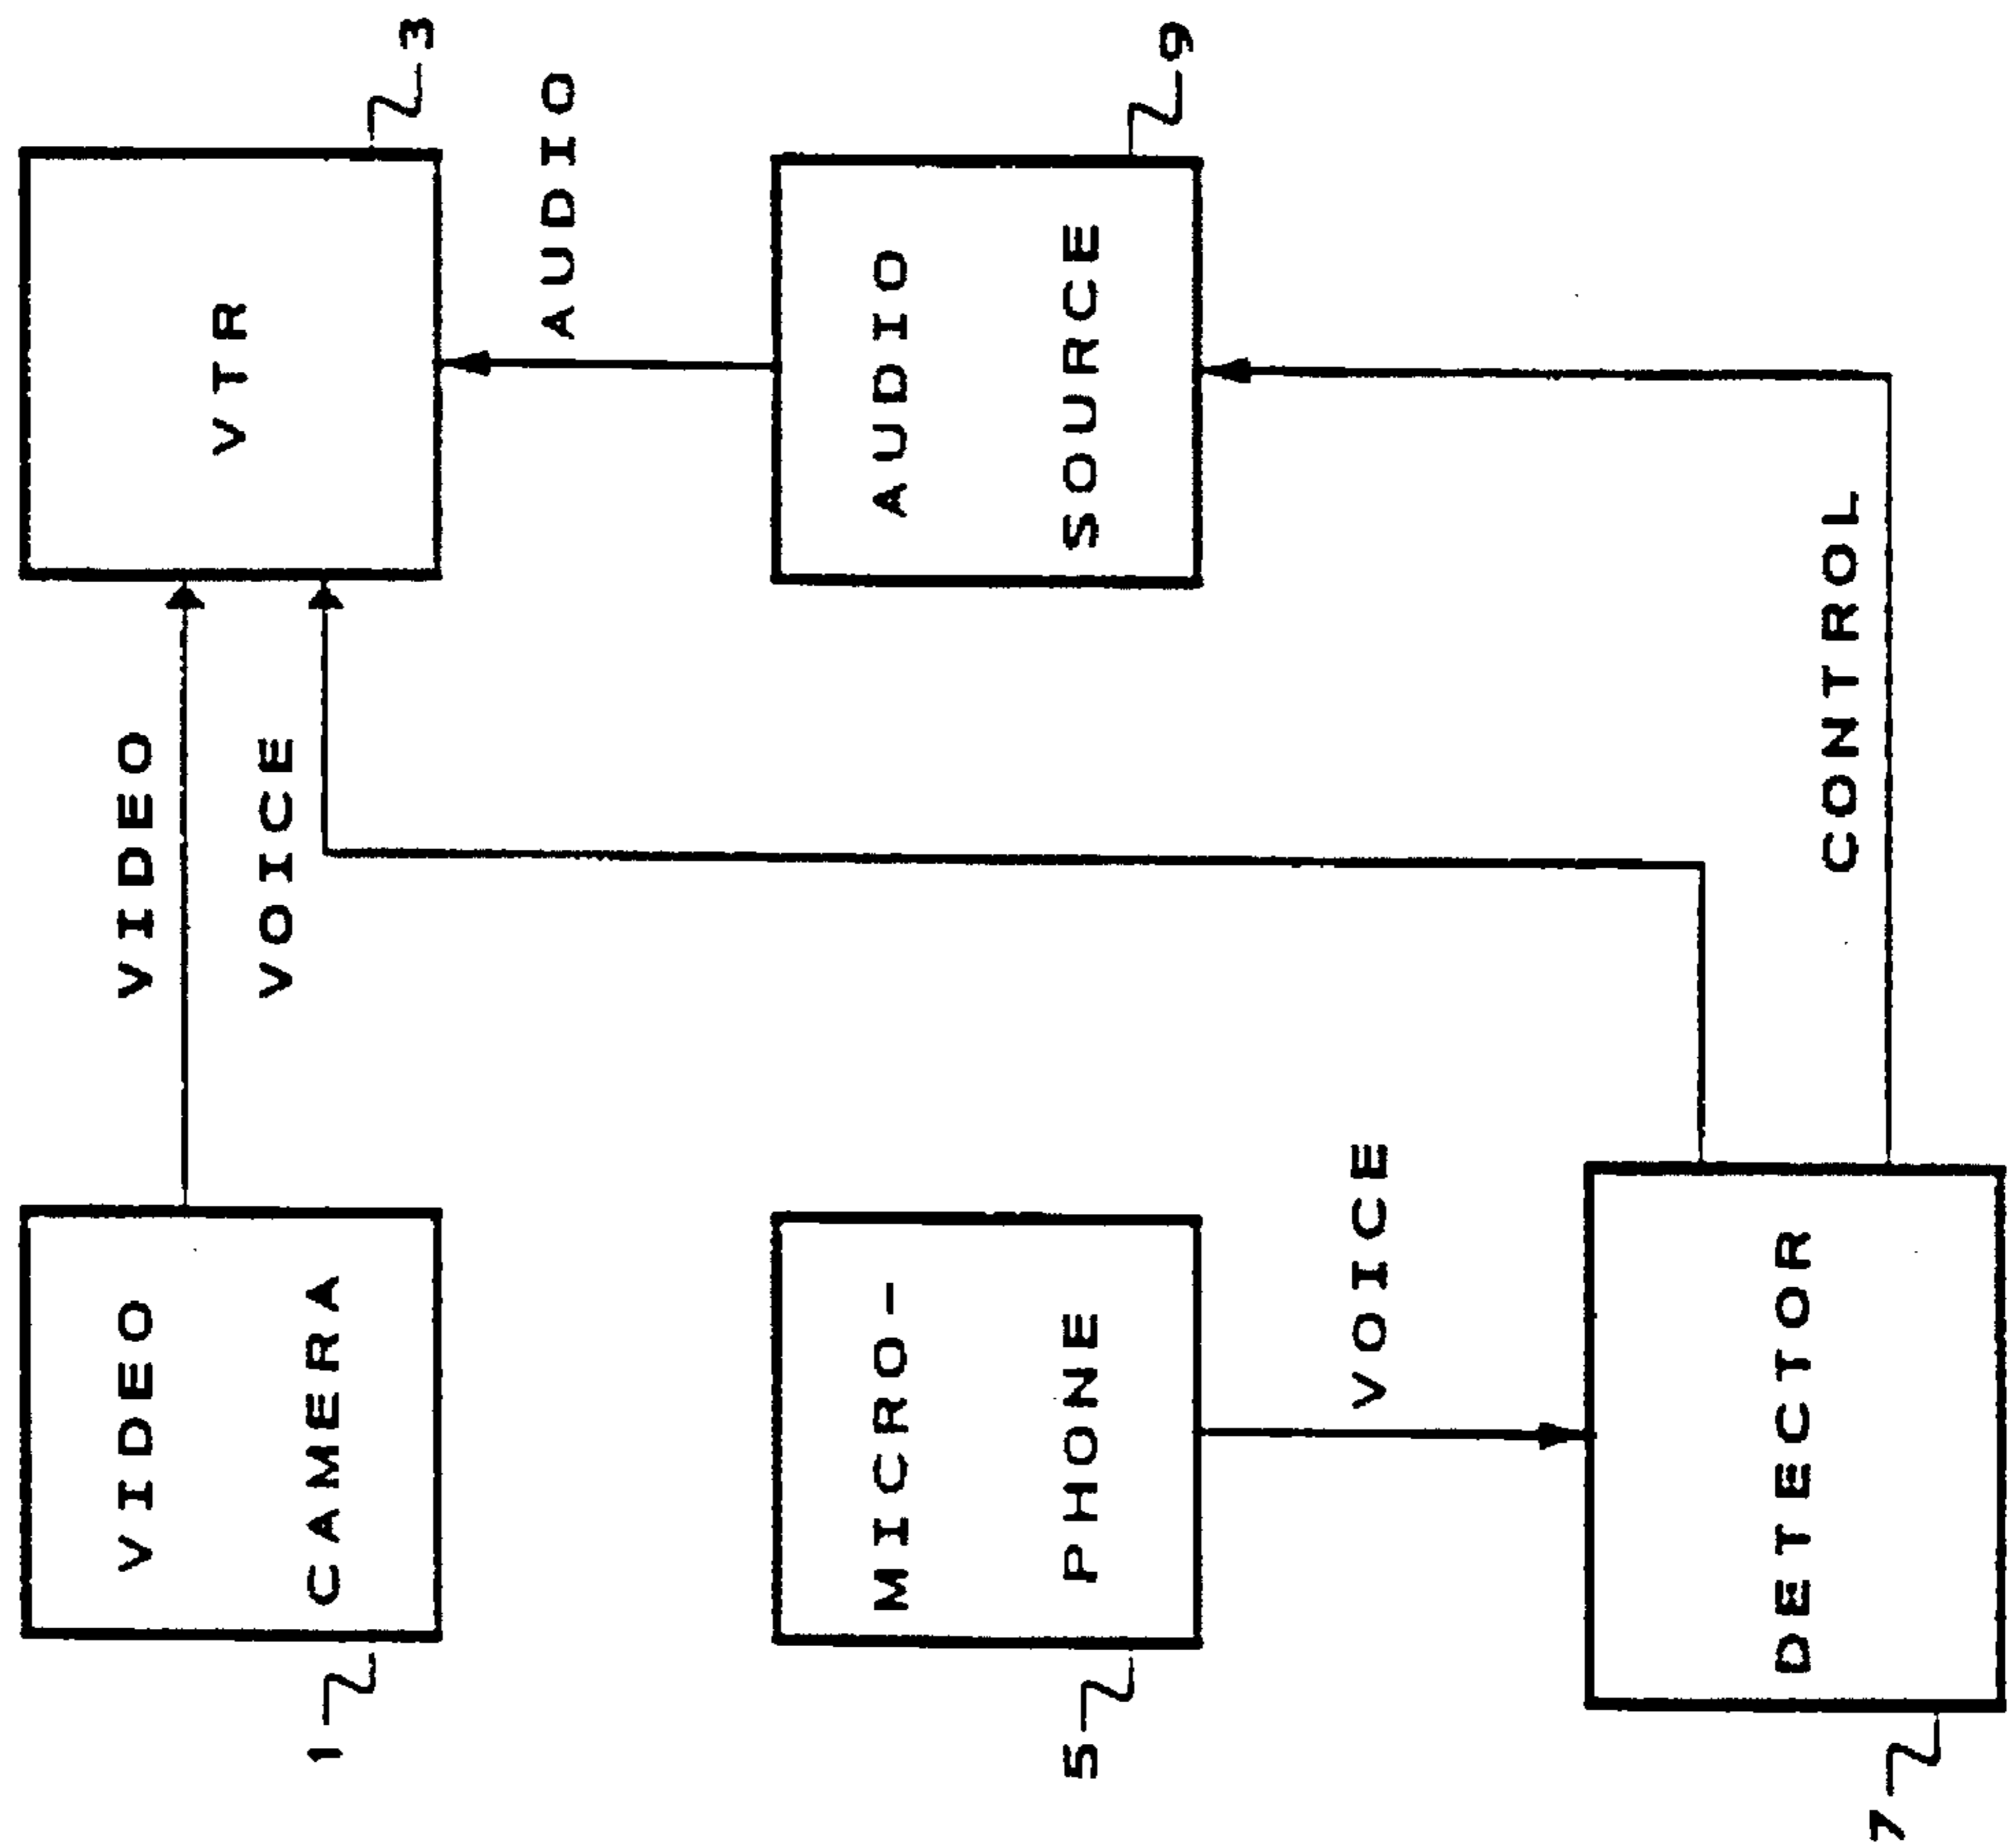 VIDEO
CAMERA
1
VIDEO
VOICE
VTR
3
AUDIO
MICRO-
PHONE
5
AUDIO
SOURCE
9
VOICE
DETECTOR
7
CONTROL